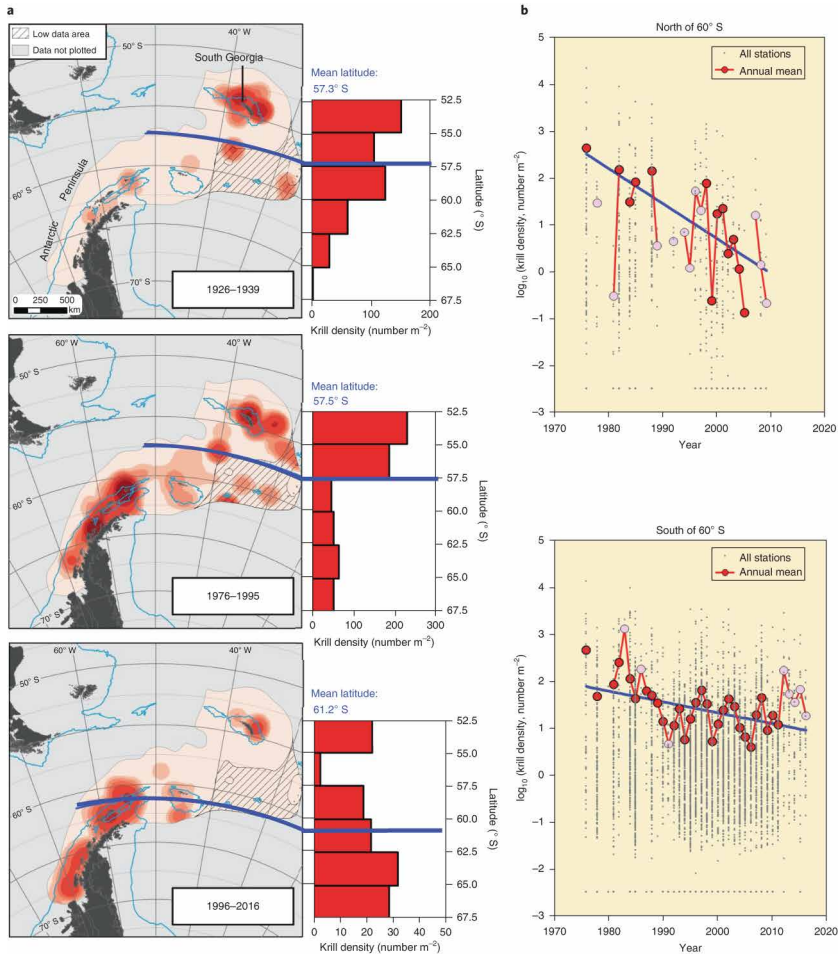 a
Low data area
Data not plotted
50° S
40° W
South Georgia
60° S
Antarctic
Peninsula
70° S
0 250 500
km
1926–1939
Mean latitude:
57.3° S
52.5
55.0
57.5
60.0
62.5
65.0
67.5
Latitude (° S)
0 100 200
Krill density (number m⁻²)
60° W
40° W
50° S
60° S
70° S
1976–1995
Mean latitude:
57.5° S
52.5
55.0
57.5
60.0
62.5
65.0
67.5
Latitude (° S)
0 100 200 300
Krill density (number m⁻²)
60° W
40° W
50° S
60° S
70° S
1996–2016
Mean latitude:
61.2° S
52.5
55.0
57.5
60.0
62.5
65.0
67.5
Latitude (° S)
0 10 20 30 40 50
Krill density (number m⁻²)
b
North of 60° S
All stations
Annual mean
5
4
3
2
1
0
–1
–2
–3
log₁₀ (krill density, number m⁻²)
1970 1980 1990 2000 2010 2020
Year
South of 60° S
All stations
Annual mean
5
4
3
2
1
0
–1
–2
–3
log₁₀ (krill density, number m⁻²)
1970 1980 1990 2000 2010 2020
Year